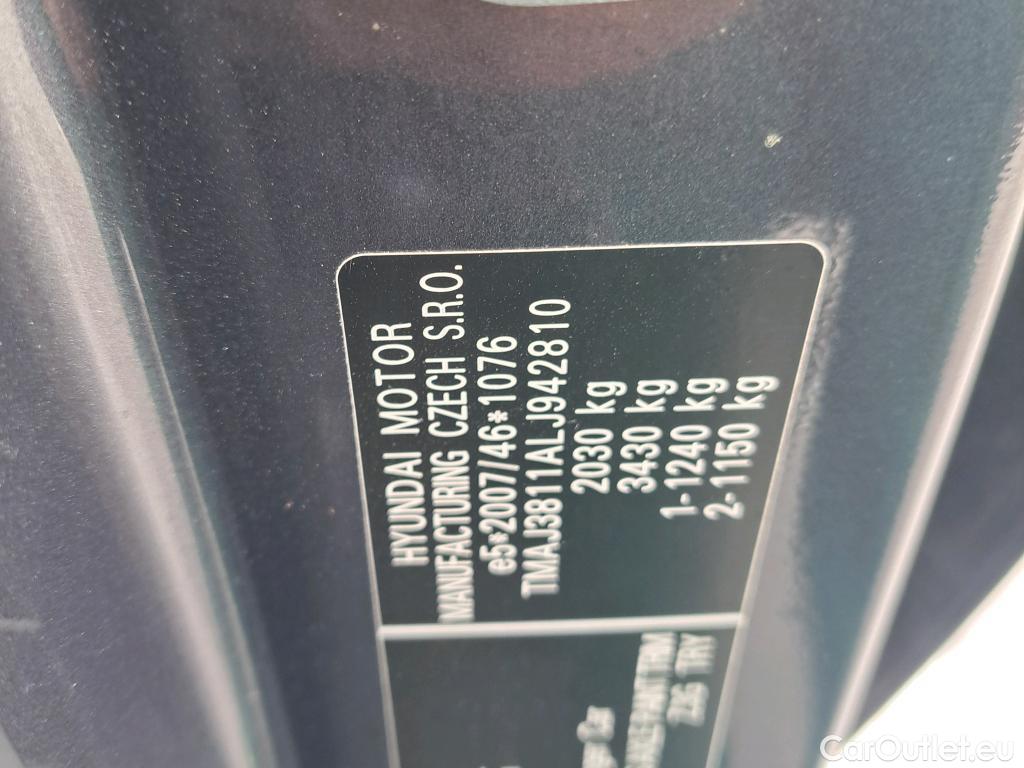 HYUNDAI MOTOR
MANUFACTURING CZECH S.R.O.
e5*2007/46*1076
TMAJ3811ALJ942810
2030 kg
3430 kg
1-1240 kg
2-1150 kg
Car
PAINT TRIM
TRY
CarOutlet.eu